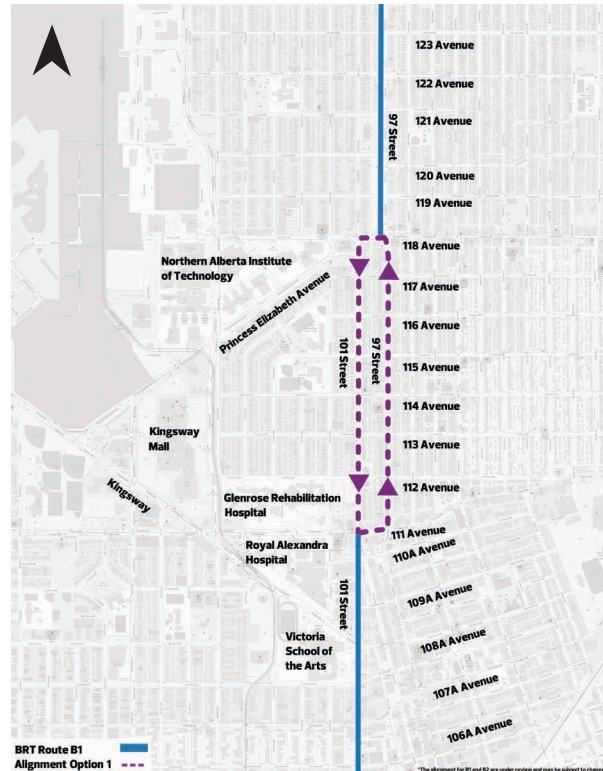 123 Avenue
122 Avenue
121 Avenue
97 Street
120 Avenue
119 Avenue
118 Avenue
Northern Alberta Institute
of Technology
117 Avenue
Princess Elizabeth Avenue
116 Avenue
101 Street
97 Street
115 Avenue
114 Avenue
Kingsway
Mall
113 Avenue
112 Avenue
Kingsway
Glenrose Rehabilitation
Hospital
111 Avenue
110A Avenue
Royal Alexandra
Hospital
101 Street
109A Avenue
108A Avenue
Victoria
School of
the Arts
107A Avenue
106A Avenue
BRT Route B1
Alignment Option 1
*The alignment for B1 and B2 are under review and may be subject to change